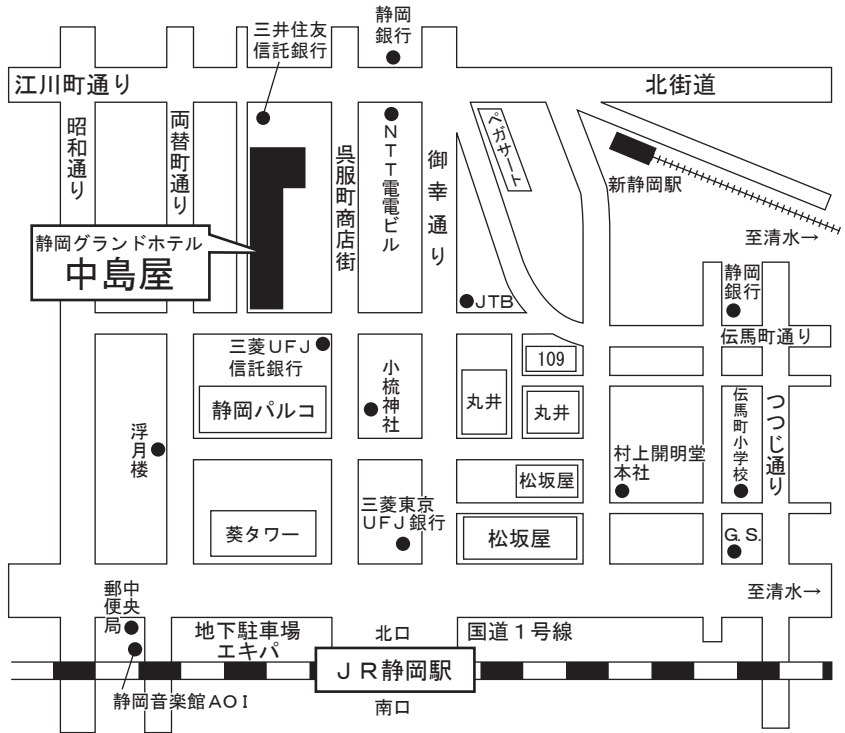 三井住友
信託銀行
静岡
銀行
江川町通り
北街道
昭和通り
両替町通り
呉服町商店街
NTT電電ビル
御幸通り
ペガサート
新静岡駅
至清水→
静岡グランドホテル
中島屋
JTB
静岡
銀行
伝馬町通り
三菱UFJ
信託銀行
静岡パルコ
小梳神社
109
丸井
丸井
伝馬町小学校
つつじ通り
浮月楼
村上開明堂
本社
松坂屋
葵タワー
三菱東京
UFJ銀行
松坂屋
G.S.
至清水→
中央
郵便局
地下駐車場
エキパ
北口
国道1号線
JR静岡駅
静岡音楽館AOI
南口